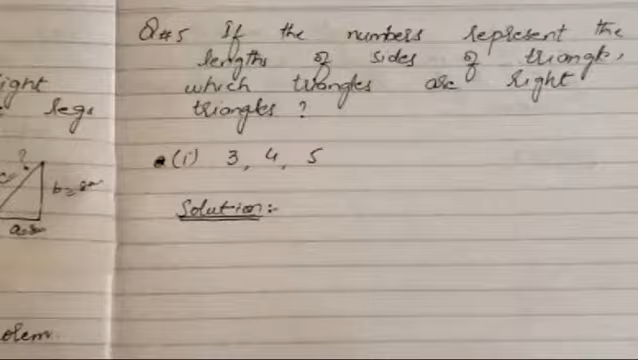 Q#5 If the numbers represent the
lengths of sides of triangle,
which triangles are right
triangles ?
(i) 3, 4, 5
Solution:-
ight
legs
?
b=
a=
olem